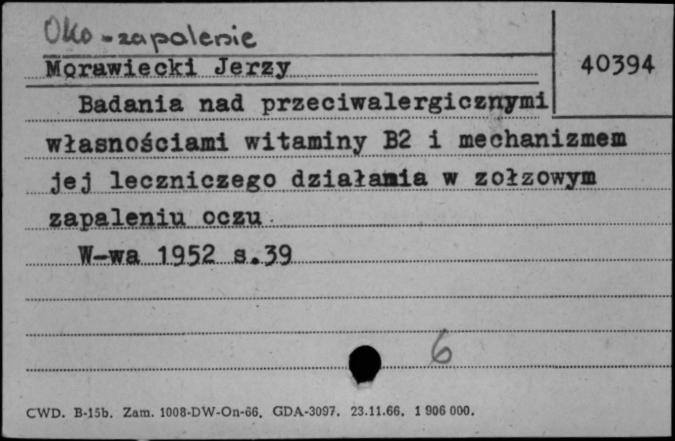 Oko - zapalenie
Morawiecki Jerzy
40394
Badania nad przeciwalergicznymi
własnościami witaminy B2 i mechanizmem
jej leczniczego działania w zołzowym
zapaleniu oczu
W-wa 1952 s.39
6
CWD. B-15b. Zam. 1008-DW-On-66. GDA-3097. 23.11.66. 1 906 000.